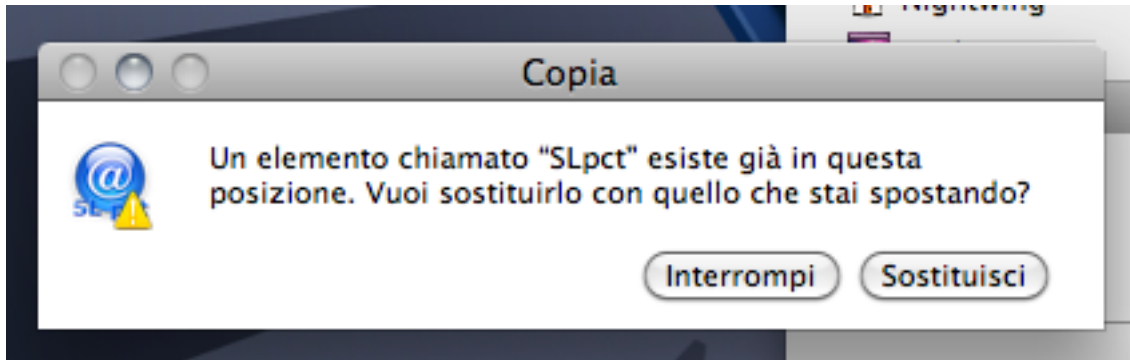 Nightwing
Copia
Un elemento chiamato “SLpct” esiste già in questa
posizione. Vuoi sostituirlo con quello che stai spostando?
Interrompi Sostituisci